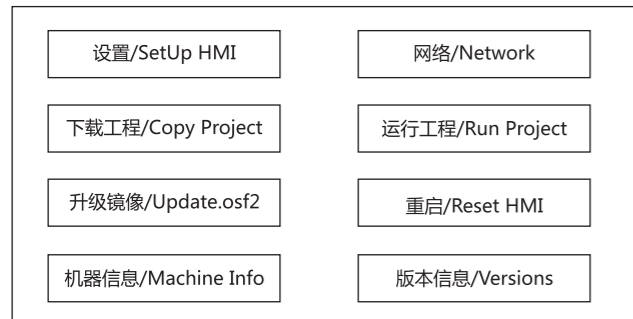 设置/SetUp HMI
网络/Network
下载工程/Copy Project
运行工程/Run Project
升级镜像/Update.osf2
重启/Reset HMI
机器信息/Machine Info
版本信息/Versions